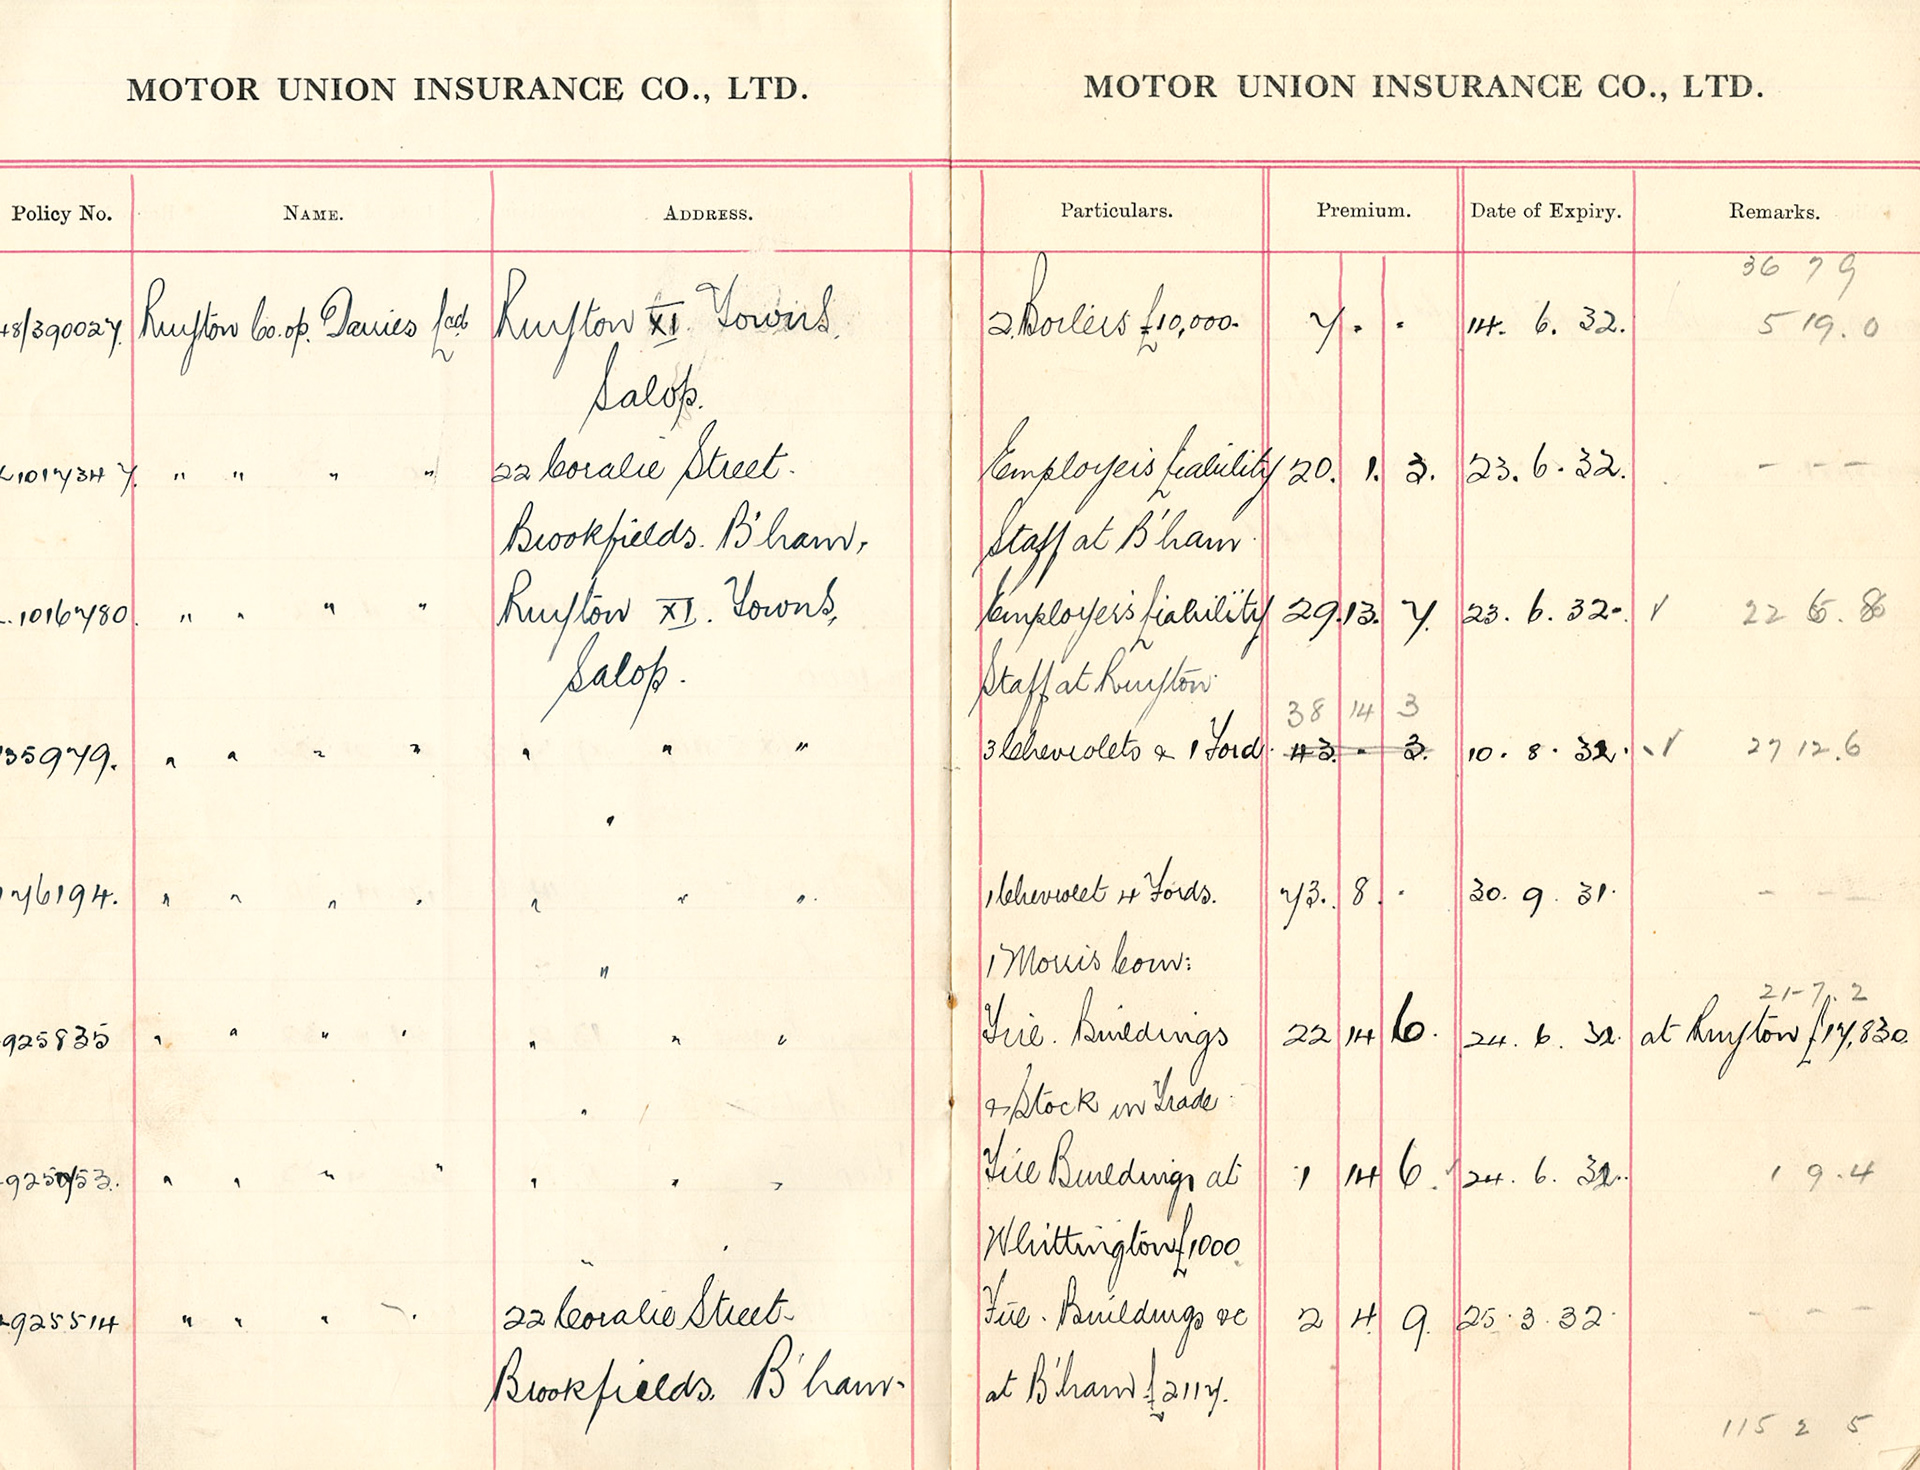 MOTOR UNION INSURANCE CO., LTD. MOTOR UNION INSURANCE CO., LTD.
Policy No. NAME. ADDRESS. Particulars. Premium. Date of Expiry. Remarks.
36 7 9
48/390027. Ruyton Co.op. Dairies Ltd Ruyton XI Towns, 2 Boilers £10,000. 7 . . 14. 6. 32. 5 19. 0
Salop.
L1017347. " " " " 22 Coralie Street. Employers Liability 20. 1. 3. 23. 6. 32. - - -
Brookfields. B'ham. Staff at B'ham.
L.1016780. " " " " Ruyton XI. Towns, Employer's Liability 29. 13. 7. 23. 6. 32. ✓ 22 6. 8
Salop. Staff at Ruyton.
38 14 3
135979. " " " " " " " 3 Chevrolets & 1 Ford. 43. . 3. 10. 8. 32. ✓ 27 12. 6
"
176194. " " " " " " " 1 Chevrolet 4 Fords. 73. 8. . 30. 9. 31. - - -
" 1 Morris Com:
21-7. 2
925835 " " " " " " " Fire. Buildings 22 14 6. 24. 6. 32. at Ruyton £17,830.
" & Stock in Trade.
" " " " " " " Fire Buildings at 1 14 6. 24. 6. 32. 1 9. 4
" " Whittington £1000.
925514 " " " " 22 Coralie Street. Fire. Buildings &c 2 4 9. 25. 3. 32. - - -
Brookfields. B'ham. at B'ham £2117.
115 2 5